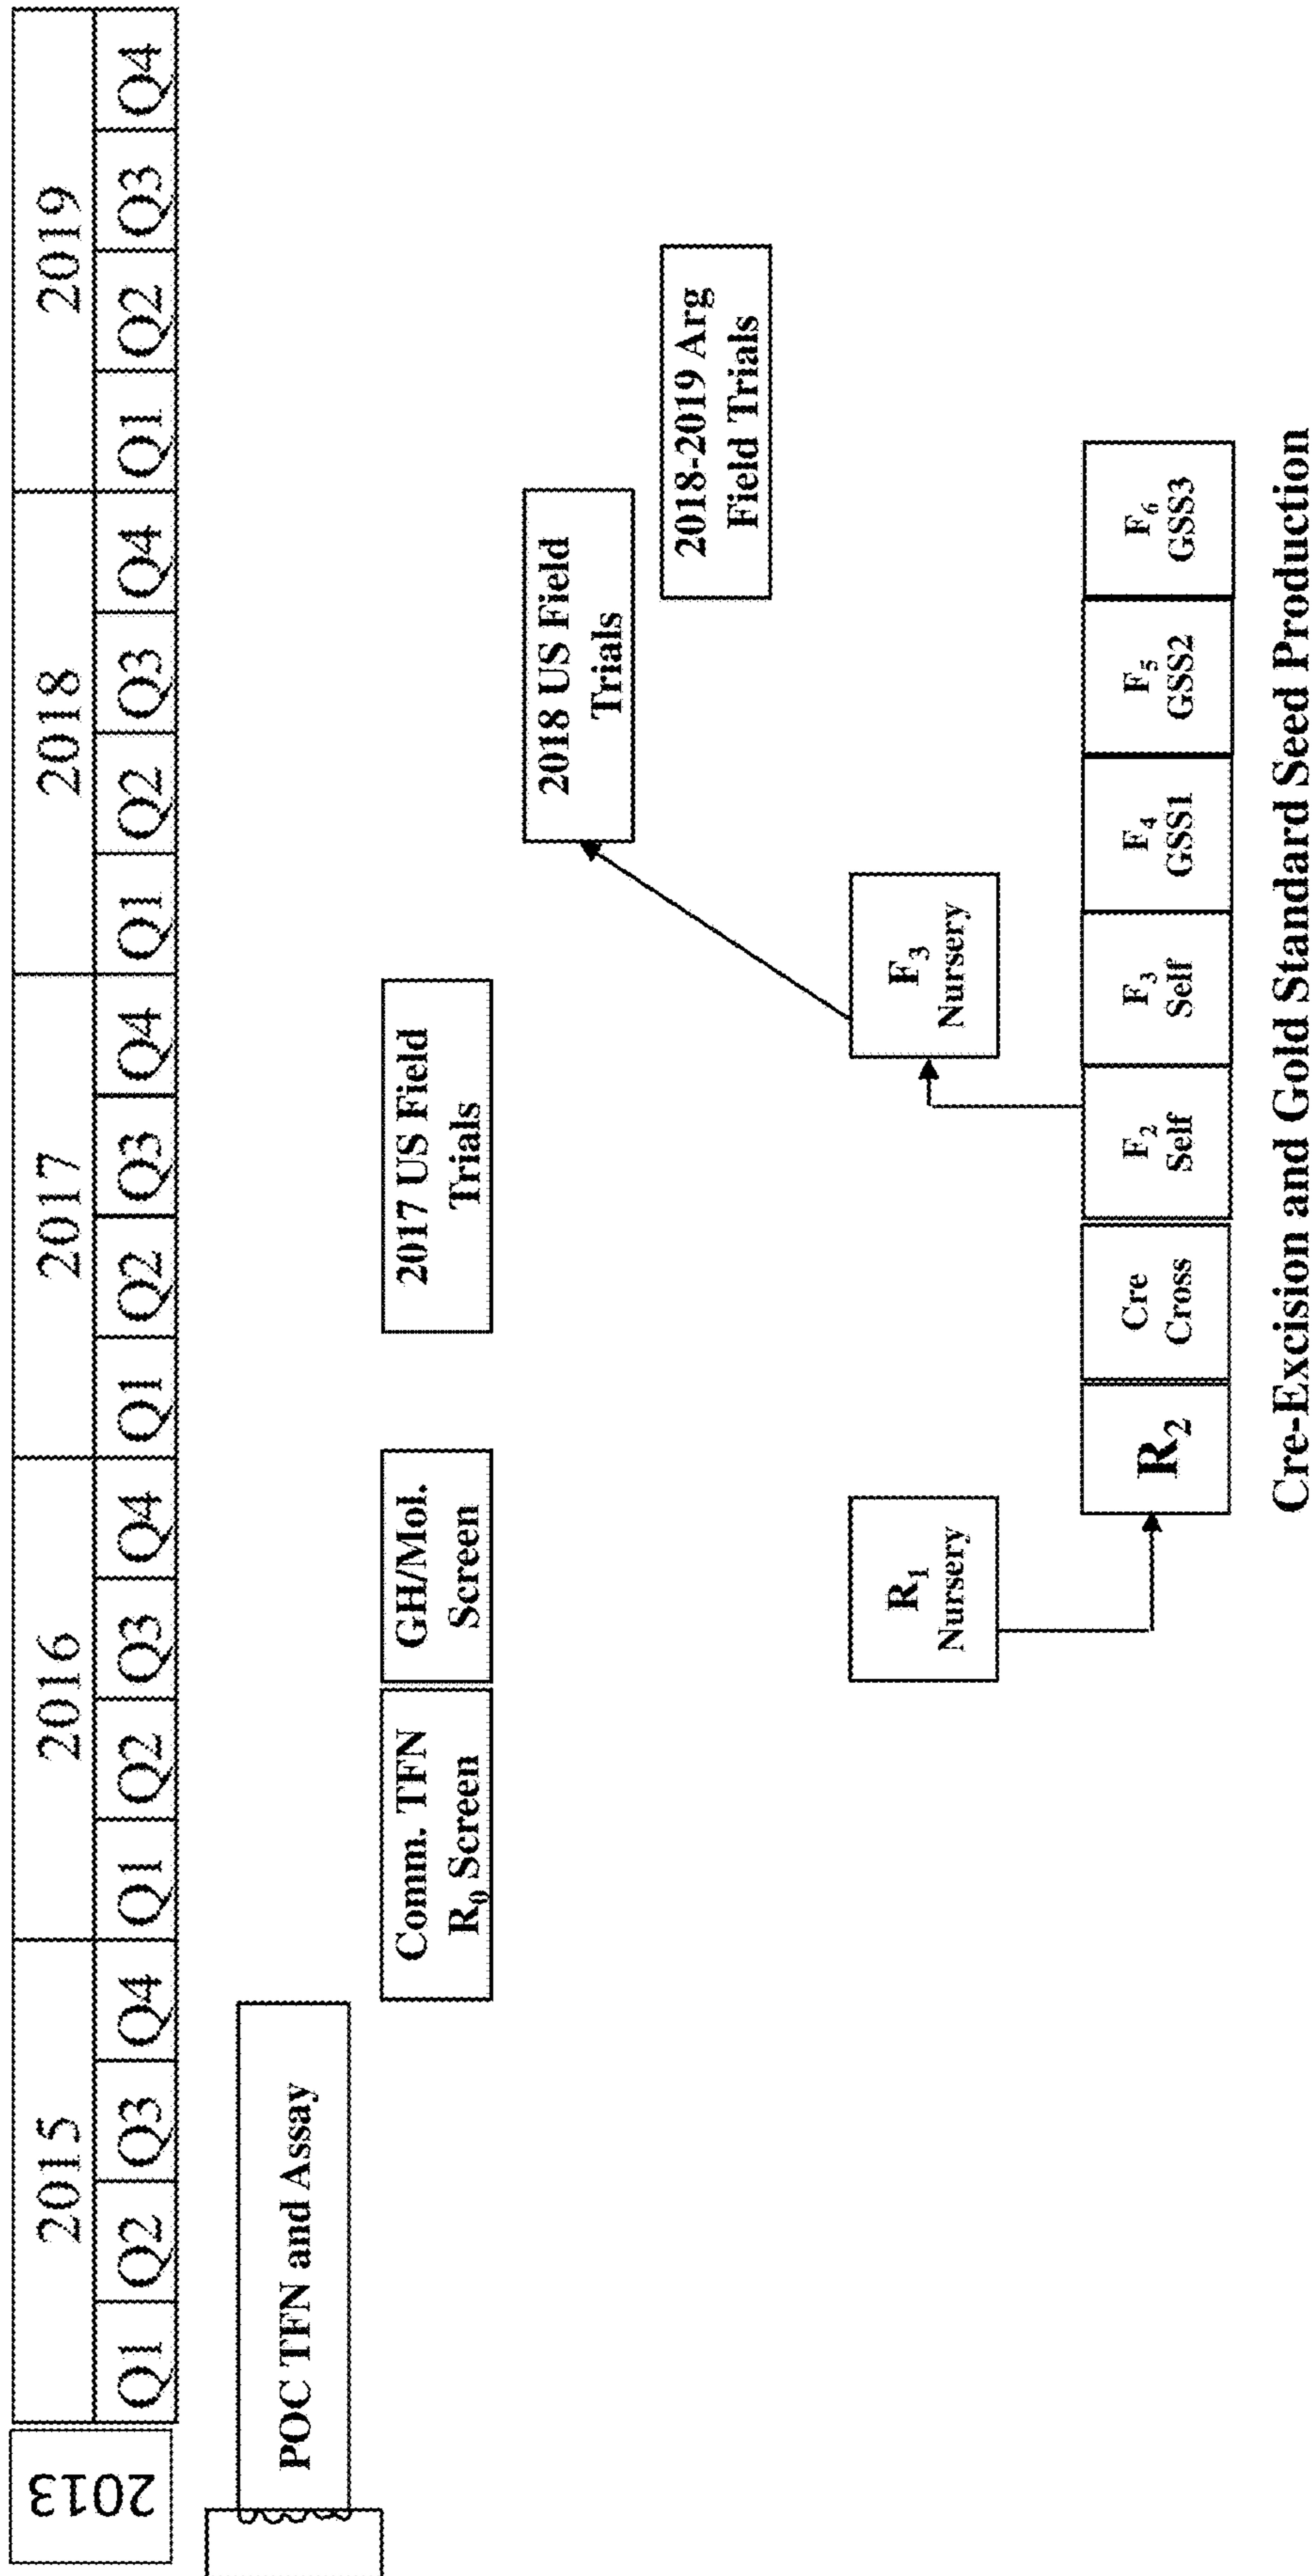 2013
2015 2016 2017 2018 2019
Q1 Q2 Q3 Q4 Q1 Q2 Q3 Q4 Q1 Q2 Q3 Q4 Q1 Q2 Q3 Q4 Q1 Q2 Q3 Q4
POC TFN and Assay
Comm. TFN
R₀ Screen
GH/Mol.
Screen
2017 US Field
Trials
2018 US Field
Trials
2018-2019 Arg
Field Trials
R₁
Nursery
F₃
Nursery
R₂
Cre
Cross
F₂
Self
F₃
Self
F₄
GSS1
F₅
GSS2
F₆
GSS3
Cre-Excision and Gold Standard Seed Production